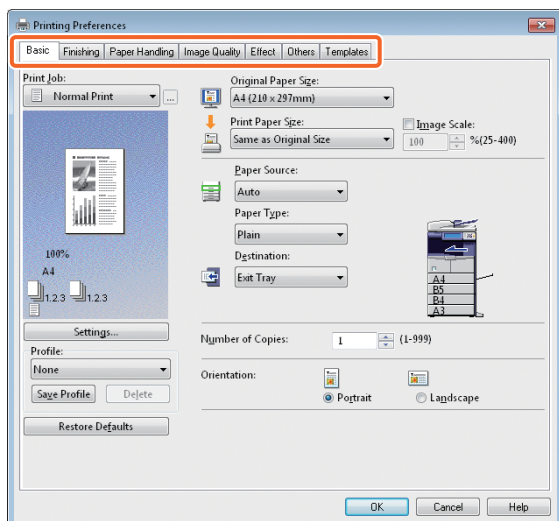 Printing Preferences
Basic Finishing Paper Handling Image Quality Effect Others Templates
Print Job:
Normal Print
...
100%
A4
1.2.3 1.2.3
Settings...
Profile:
None
Save Profile Delete
Restore Defaults
Original Paper Size:
A4 (210 x 297mm)
Print Paper Size:
Same as Original Size
Image Scale:
100 %(25-400)
Paper Source:
Auto
Paper Type:
Plain
Destination:
Exit Tray
A4
B5
B4
A3
Number of Copies:
1 (1-999)
Orientation:
Portrait Landscape
OK Cancel Help